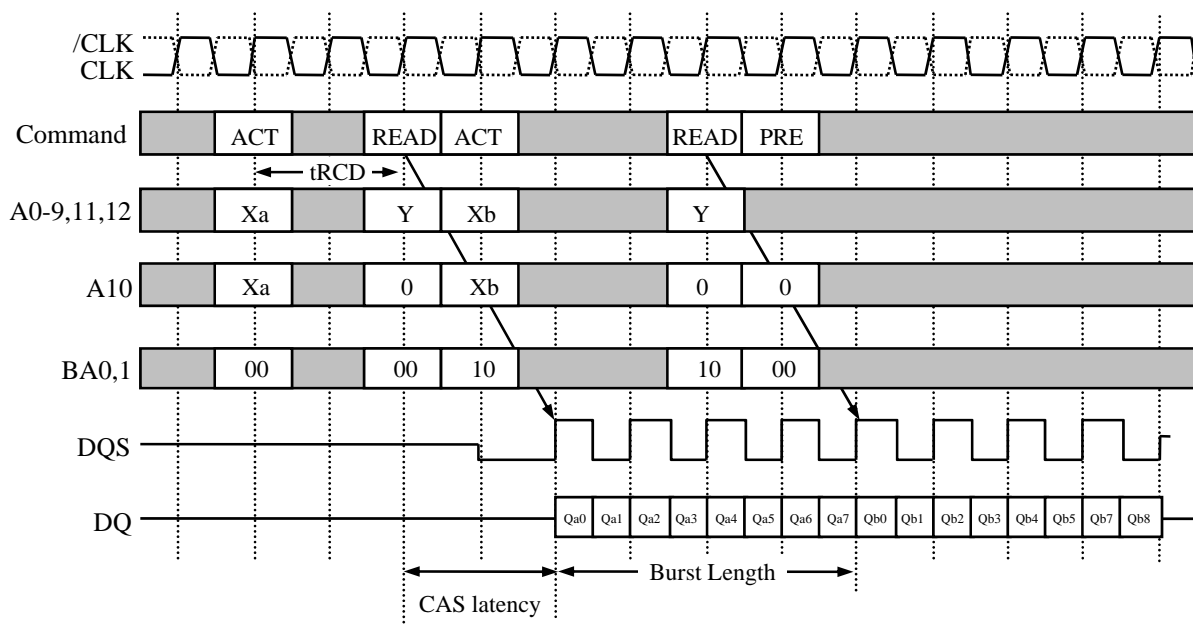 /CLK
CLK
Command ACT READ ACT READ PRE
tRCD
A0-9,11,12 Xa Y Xb Y
A10 Xa 0 Xb 0 0
BA0,1 00 00 10 10 00
DQS
DQ Qa0 Qa1 Qa2 Qa3 Qa4 Qa5 Qa6 Qa7 Qb0 Qb1 Qb2 Qb3 Qb4 Qb5 Qb7 Qb8
Burst Length
CAS latency